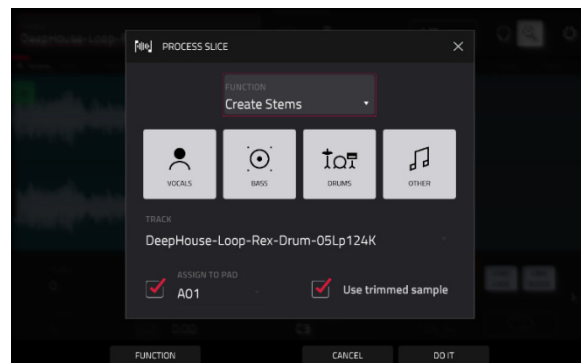 PROCESS SLICE
FUNCTION
Create Stems
VOCALS
BASS
DRUMS
OTHER
TRACK
DeepHouse-Loop-Rex-Drum-05Lp124K
ASSIGN TO PAD
A01
Use trimmed sample
FUNCTION
CANCEL
DO IT